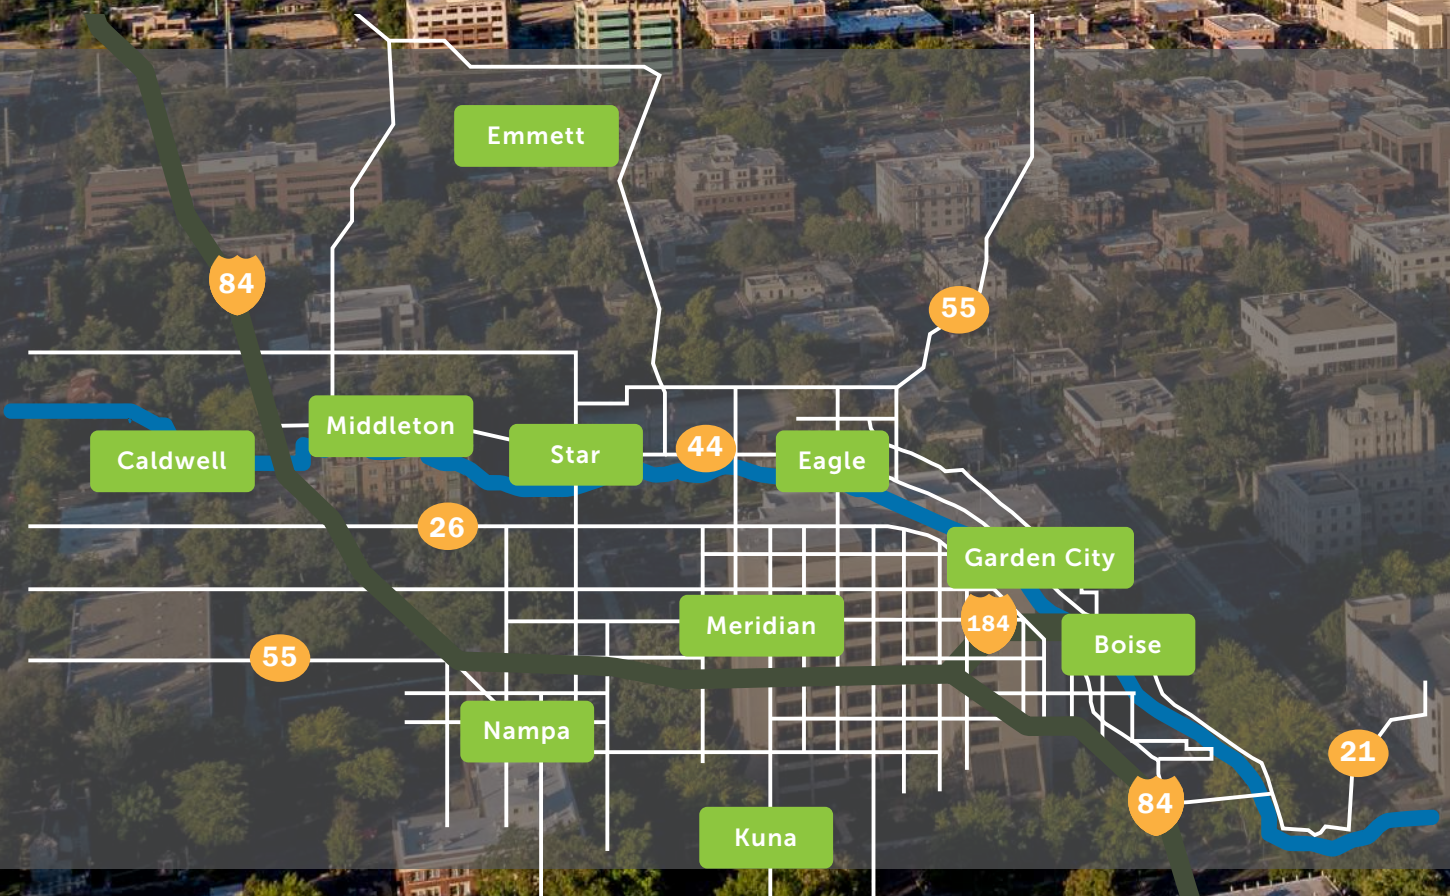 Emmett
84
55
Middleton
Caldwell
Star
44
Eagle
26
Garden City
184
Meridian
Boise
55
Nampa
21
84
Kuna